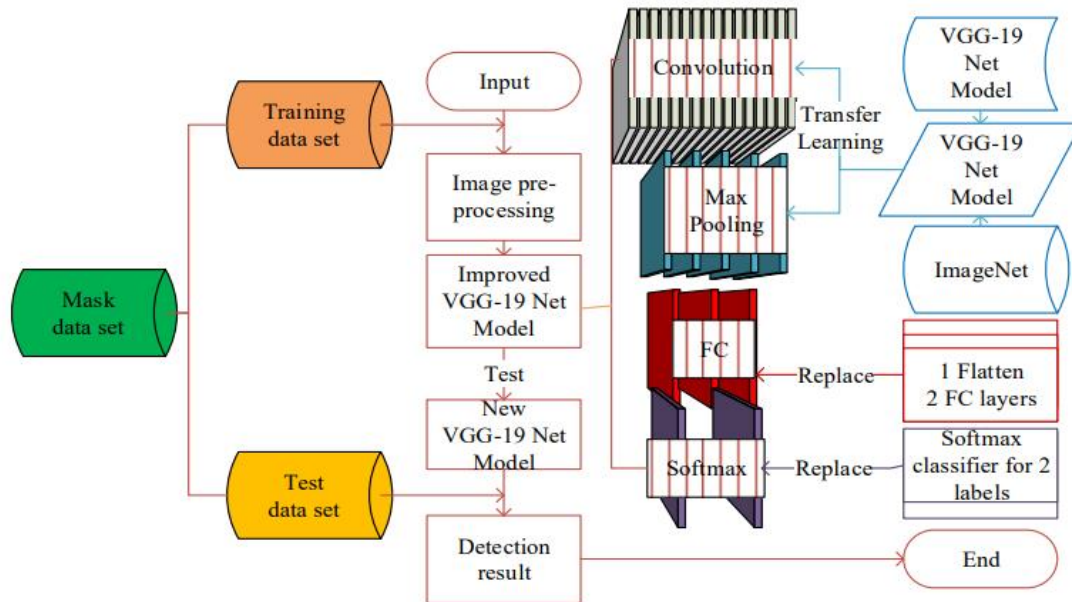 Mask
data set
Training
data set
Test
data set
Input
Image pre-
processing
Improved
VGG-19 Net
Model
Test
New
VGG-19 Net
Model
Detection
result
Convolution
Max
Pooling
FC
Softmax
Transfer
Learning
Replace
Replace
VGG-19
Net
Model
VGG-19
Net
Model
ImageNet
1 Flatten
2 FC layers
Softmax
classifier for 2
labels
End